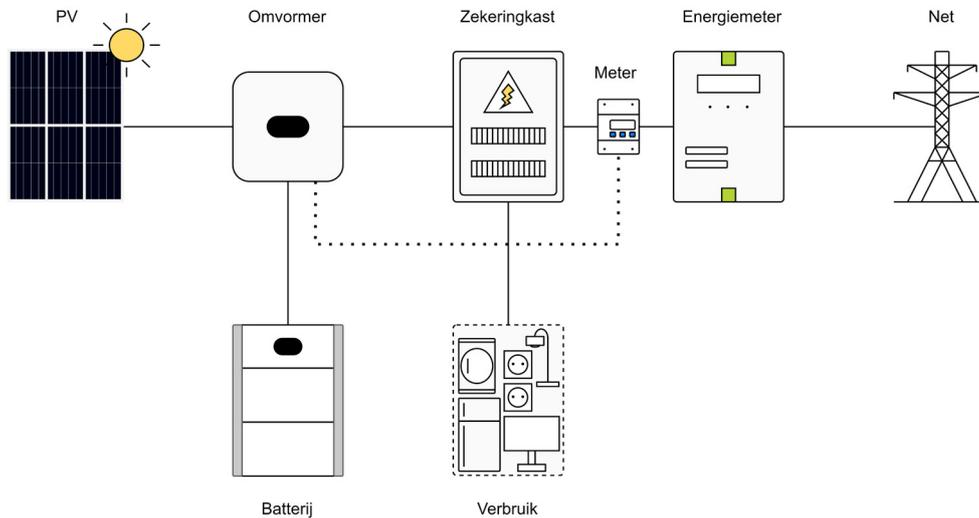 PV
Omvormer
Zekeringkast
Energiemeter
Net
Meter
Batterij
Verbruik